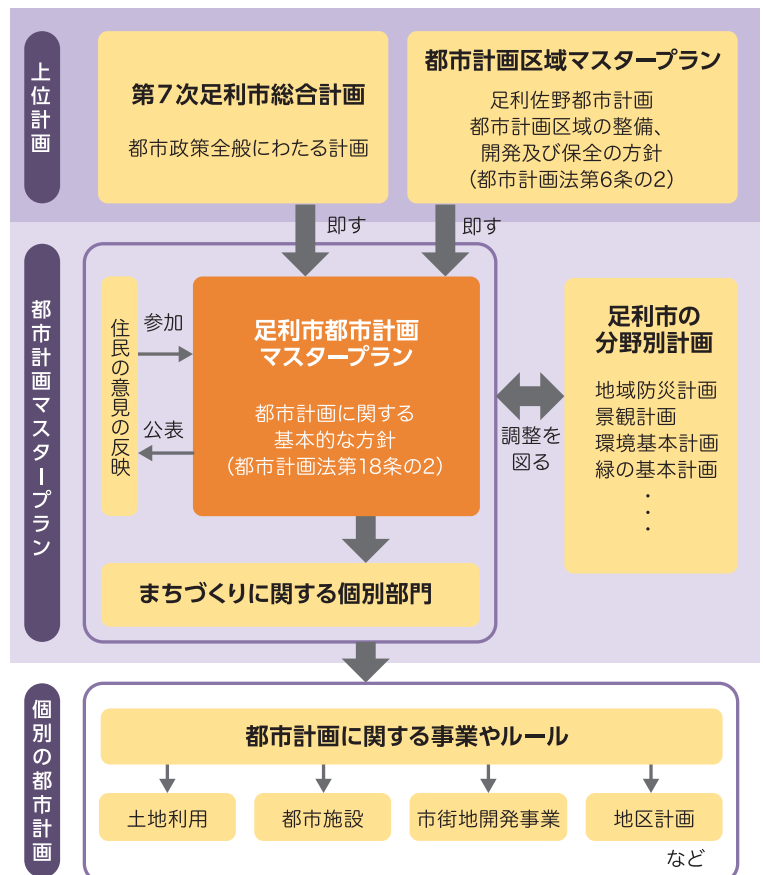 上位計画
第7次足利市総合計画
都市政策全般にわたる計画
都市計画区域マスタープラン
足利佐野都市計画
都市計画区域の整備、
開発及び保全の方針
(都市計画法第6条の2)
即す
即す
都市計画マスタープラン
住民の意見の反映
参加
公表
足利市都市計画
マスタープラン
都市計画に関する
基本的な方針
(都市計画法第18条の2)
調整を
図る
足利市の
分野別計画
地域防災計画
景観計画
環境基本計画
緑の基本計画
・
・
・
まちづくりに関する個別部門
個別の都市計画
都市計画に関する事業やルール
土地利用
都市施設
市街地開発事業
地区計画
など